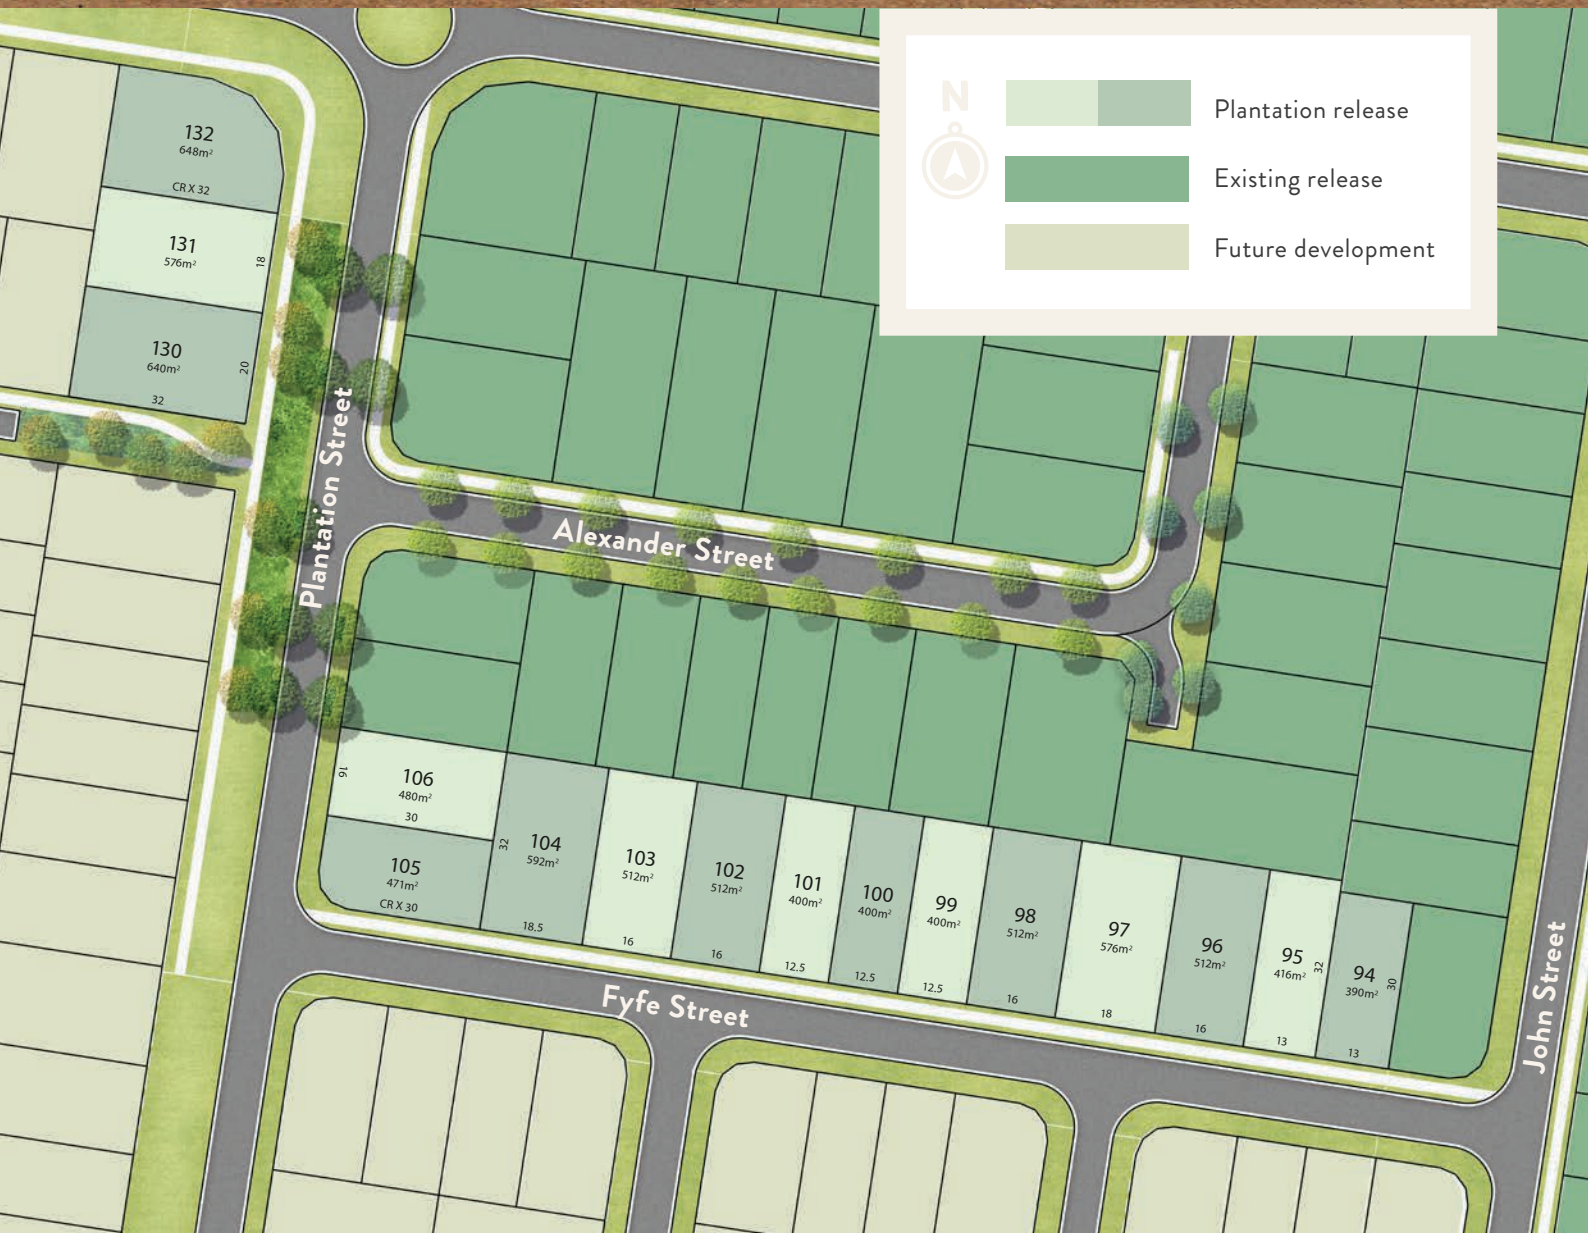 N
Plantation release
Existing release
Future development
132
648m²
CR X 32
131
576m²
18
130
640m²
20
32
Plantation Street
Alexander Street
106
480m²
16
30
105
471m²
CR X 30
104
592m²
32
18.5
103
512m²
16
102
512m²
16
101
400m²
12.5
100
400m²
12.5
99
400m²
12.5
98
512m²
16
97
576m²
18
96
512m²
16
95
416m²
32
13
94
390m²
30
13
Fyfe Street
John Street